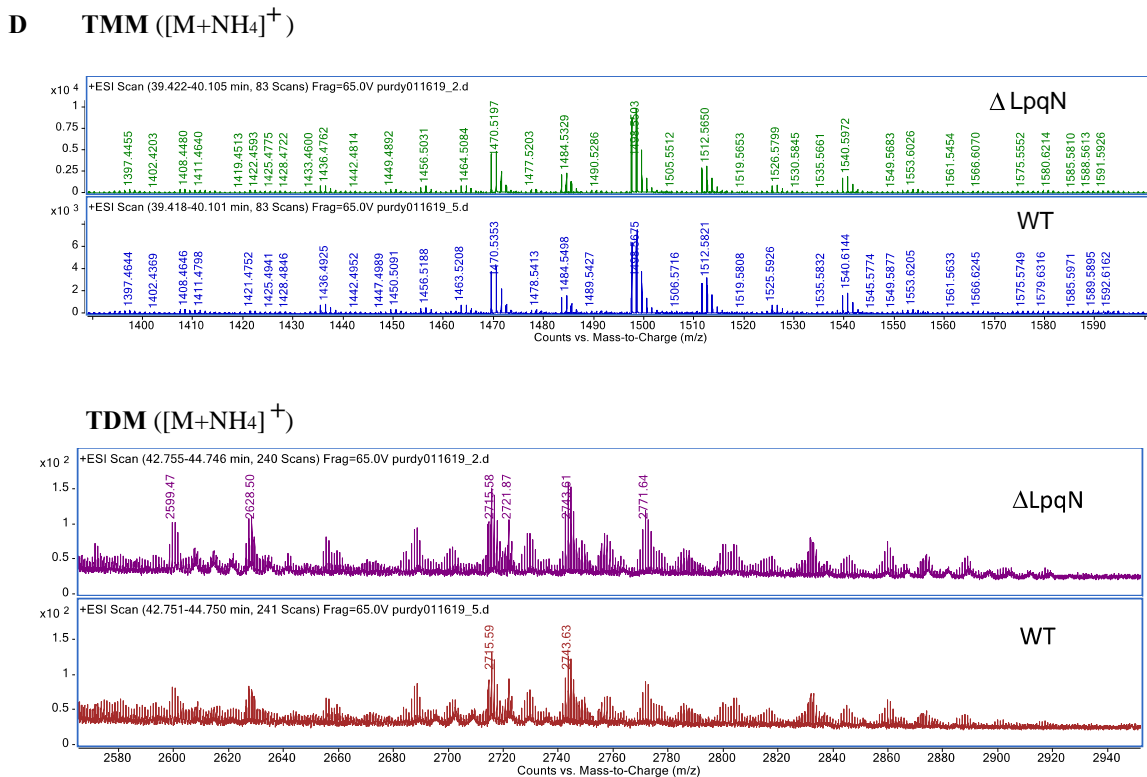 D TMM ([M+NH4]+)
+ESI Scan (39.422-40.105 min, 83 Scans) Frag=65.0V purdy011619_2.d
x10 4
Δ LpqN
1
0.75
0.5
0.25
0
1397.4455 1402.4203 1408.4480 1411.4640 1419.4513 1422.4593 1425.4775 1428.4722 1433.4600 1436.4762 1442.4814 1449.4892 1456.5031 1464.5084 1470.5197 1477.5203 1484.5329 1490.5286 1505.5512 1512.5650 1519.5653 1526.5799 1530.5845 1535.5661 1540.5972 1549.5683 1553.6026 1561.5454 1566.6070 1575.5552 1580.6214 1585.5810 1588.5613 1591.5926
+ESI Scan (39.418-40.101 min, 83 Scans) Frag=65.0V purdy011619_5.d
x10 3
WT
6
4
2
0
1397.4644 1402.4369 1408.4646 1411.4798 1421.4752 1425.4941 1428.4846 1436.4925 1442.4952 1447.4989 1450.5091 1456.5188 1463.5208 1470.5353 1478.5413 1484.5498 1489.5427 1506.5716 1512.5821 1519.5808 1525.5926 1535.5832 1540.6144 1545.5774 1549.5877 1553.6205 1561.5633 1566.6245 1575.5749 1579.6316 1585.5971 1589.5895 1592.6162
1400 1410 1420 1430 1440 1450 1460 1470 1480 1490 1500 1510 1520 1530 1540 1550 1560 1570 1580 1590
Counts vs. Mass-to-Charge (m/z)
TDM ([M+NH4]+)
+ESI Scan (42.755-44.746 min, 240 Scans) Frag=65.0V purdy011619_2.d
x10 2
ΔLpqN
1.5
1
0.5
0
2599.47 2628.50 2715.58 2721.87 2743.61 2771.64
+ESI Scan (42.751-44.750 min, 241 Scans) Frag=65.0V purdy011619_5.d
x10 2
WT
1.5
1
0.5
0
2715.59 2743.63
2580 2600 2620 2640 2660 2680 2700 2720 2740 2760 2780 2800 2820 2840 2860 2880 2900 2920 2940
Counts vs. Mass-to-Charge (m/z)